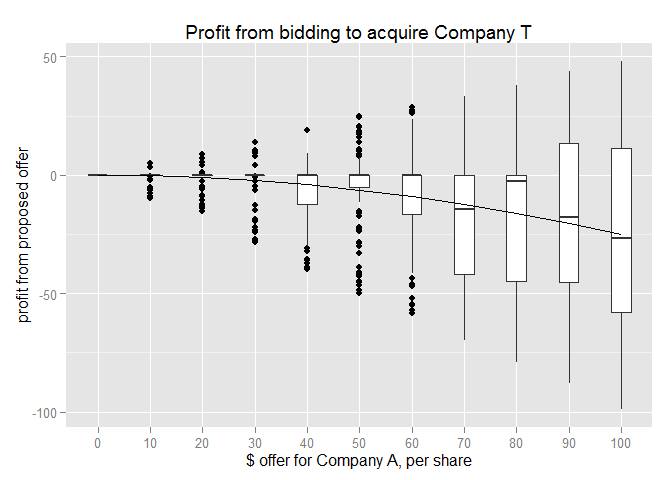 Profit from bidding to acquire Company T
profit from proposed offer
50
0
-50
-100
0 10 20 30 40 50 60 70 80 90 100
$ offer for Company A, per share